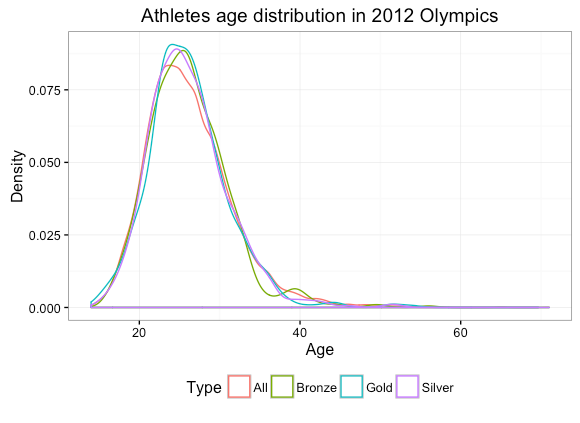 Athletes age distribution in 2012 Olympics
Density
0.075
0.050
0.025
0.000
20 40 60
Age
Type All Bronze Gold Silver